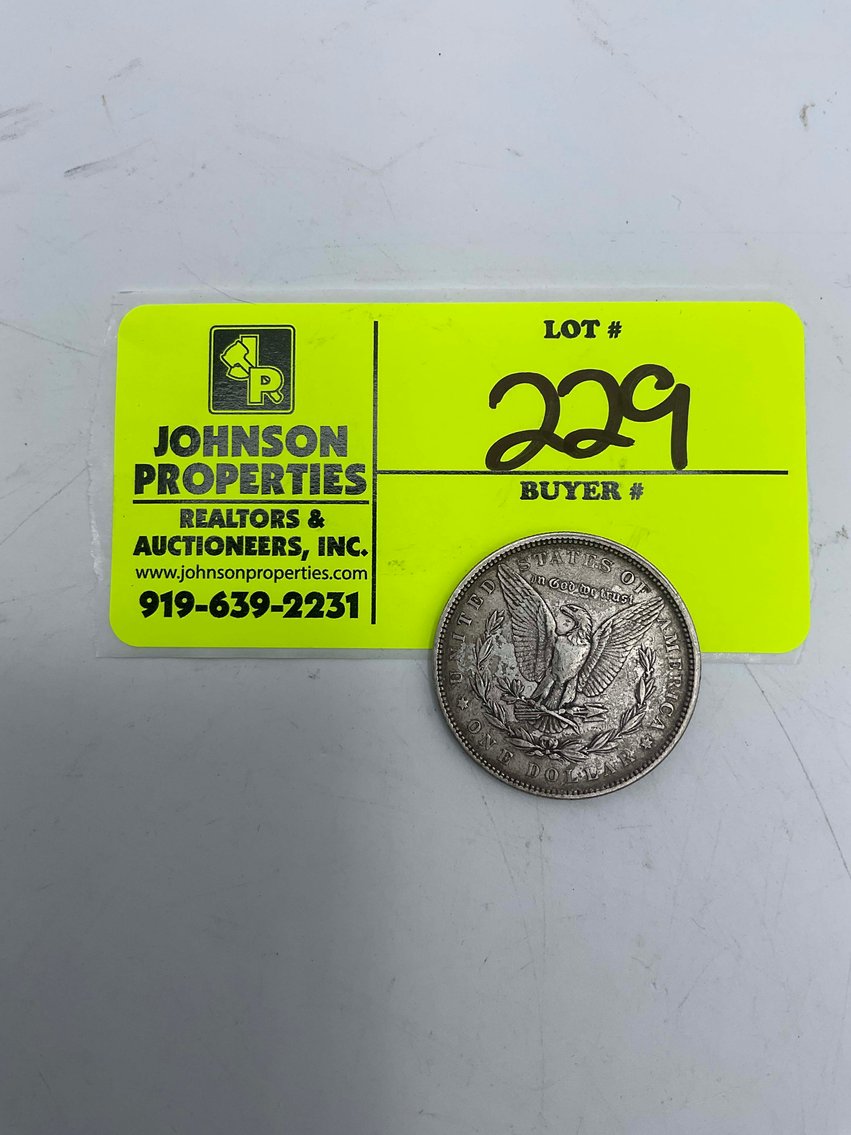 JR
JOHNSON
PROPERTIES
REALTORS &
AUCTIONEERS, INC.
www.johnsonproperties.com
919-639-2231
LOT #
229
BUYER #
UNITED STATES OF AMERICA
In God we trust
ONE DOLLAR